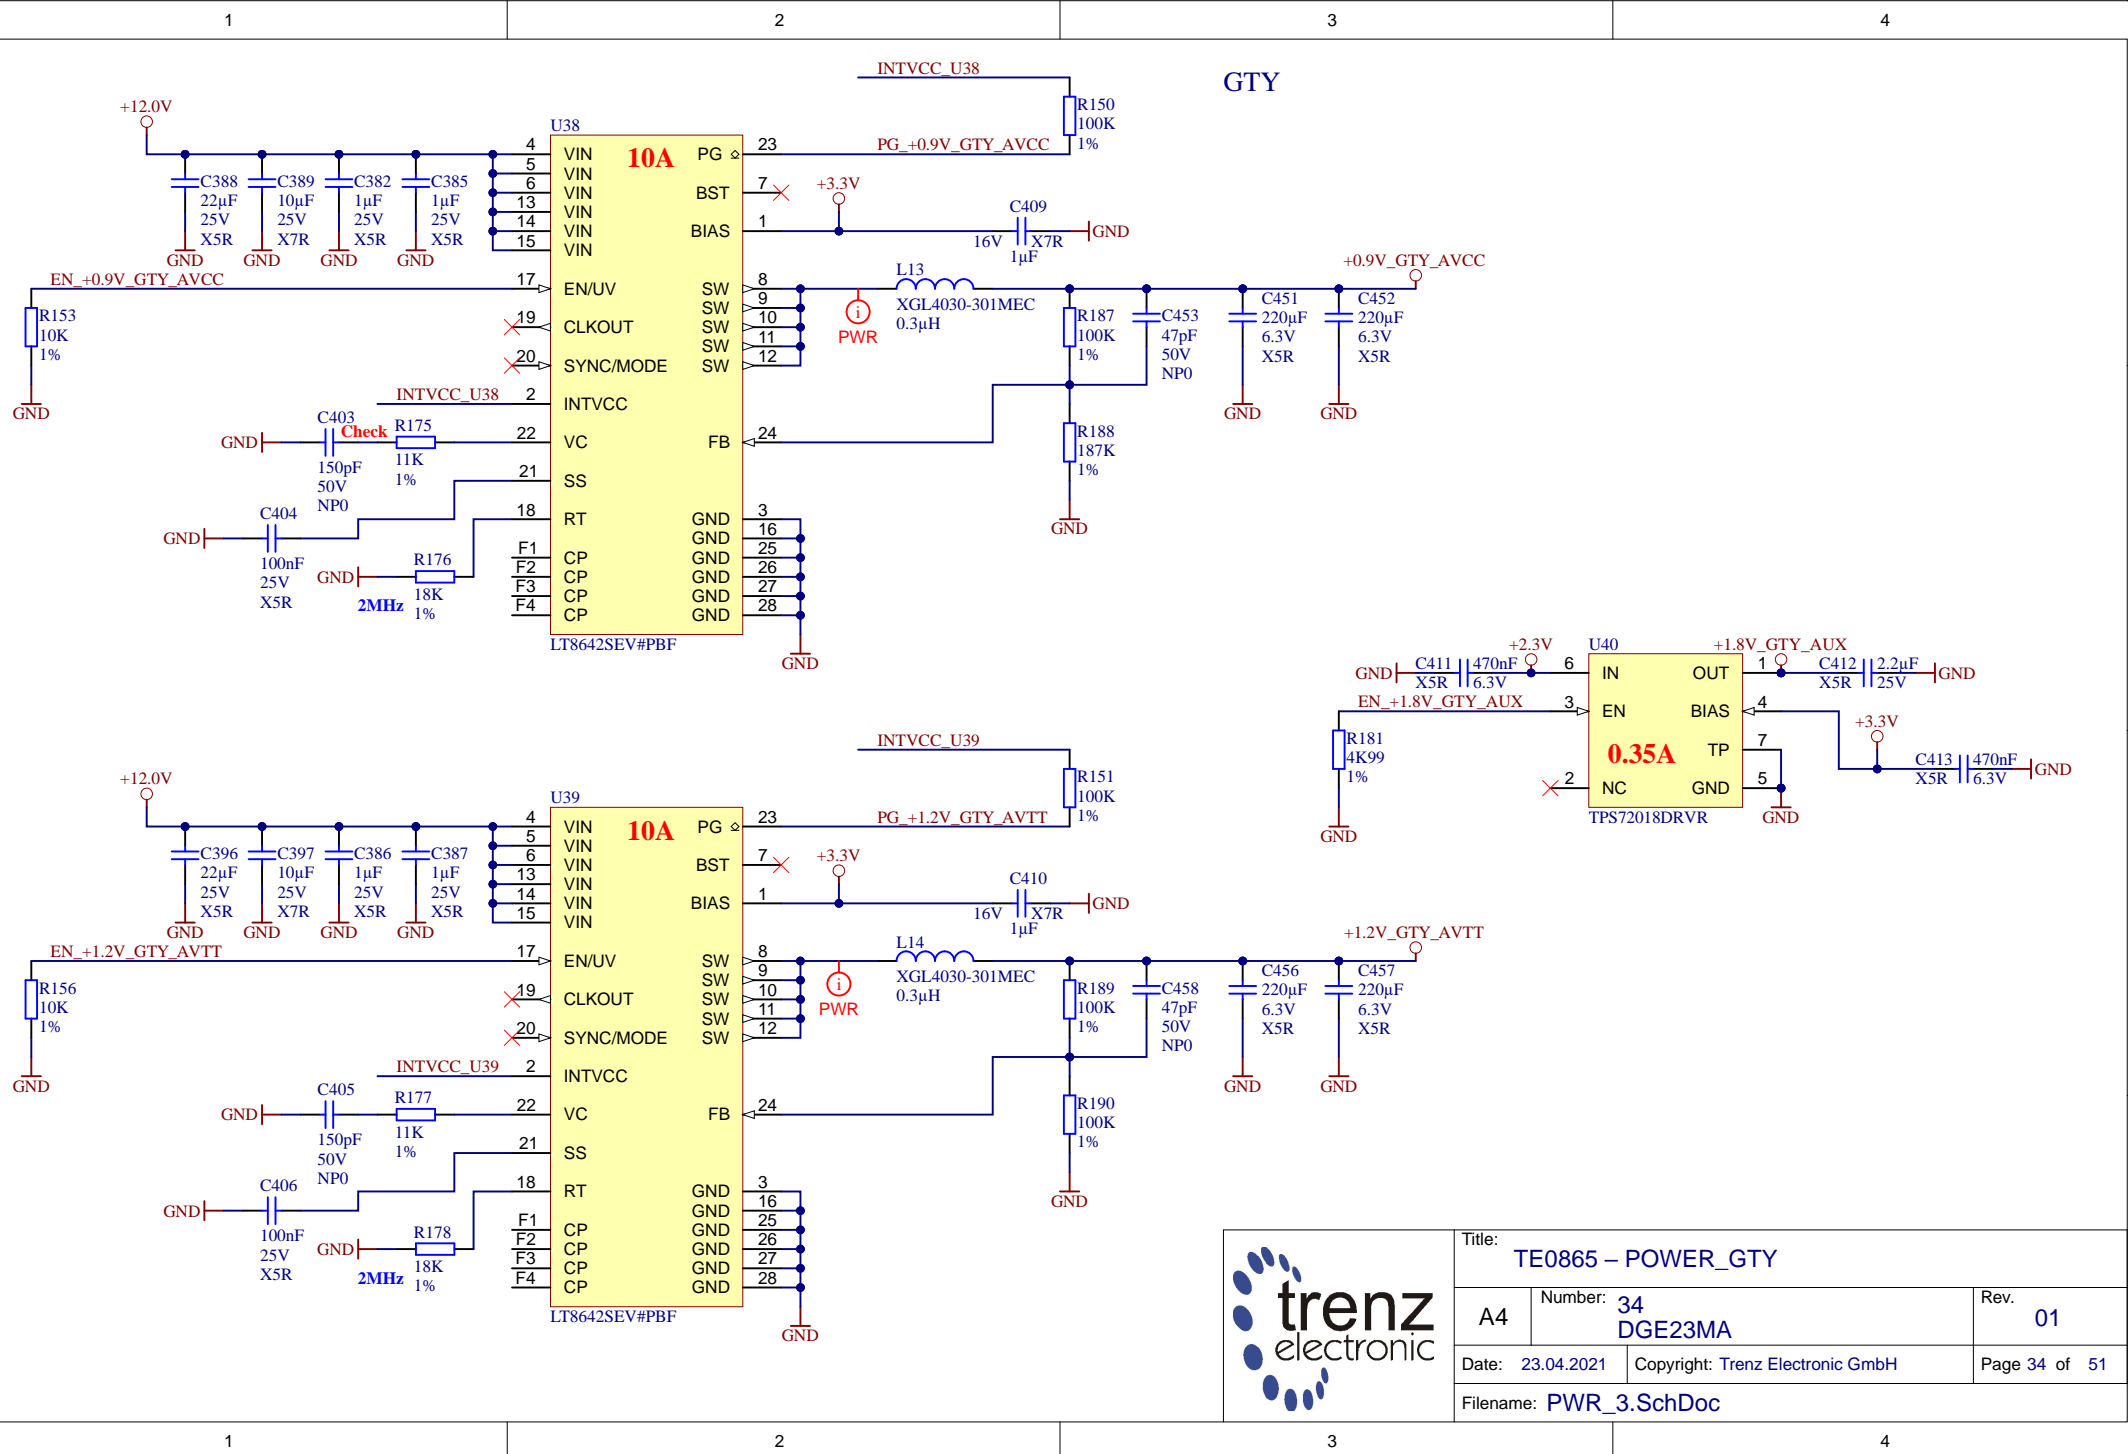 1
2
3
4
GTY
INTVCC_U38
R150
100K
1%
+12.0V
U38
10A
4 VIN
5 VIN
6 VIN
13 VIN
14 VIN
15 VIN
PG 23
PG_+0.9V_GTY_AVCC
BST 7
+3.3V
BIAS 1
C409
16V X7R
1µF
GND
C388
22µF
25V
X5R
GND
C389
10µF
25V
X7R
GND
C382
1µF
25V
X5R
GND
C385
1µF
25V
X5R
GND
EN_+0.9V_GTY_AVCC
17 EN/UV
R153
10K
1%
GND
19 CLKOUT
20 SYNC/MODE
INTVCC_U38
2 INTVCC
SW 8
SW 9
SW 10
SW 11
SW 12
PWR
L13
XGL4030-301MEC
0.3µH
R187
100K
1%
C453
47pF
50V
NP0
C451
220µF
6.3V
X5R
GND
C452
220µF
6.3V
X5R
GND
+0.9V_GTY_AVCC
GND
C403
Check
150pF
50V
NP0
R175
11K
1%
22 VC
21 SS
FB 24
R188
187K
1%
GND
GND
C404
100nF
25V
X5R
18 RT
GND
R176
18K
1%
2MHz
F1 CP
F2 CP
F3 CP
F4 CP
GND 3
GND 16
GND 25
GND 26
GND 27
GND 28
GND
LT8642SEV#PBF
+2.3V
U40
+1.8V_GTY_AUX
GND
C411
X5R
470nF
6.3V
6 IN
OUT 1
C412
X5R
2.2µF
25V
GND
EN_+1.8V_GTY_AUX
3 EN
BIAS 4
+3.3V
R181
4K99
1%
GND
0.35A
TP 7
C413
X5R
470nF
6.3V
GND
2 NC
GND 5
TPS72018DRVR
GND
INTVCC_U39
R151
100K
1%
+12.0V
U39
10A
4 VIN
5 VIN
6 VIN
13 VIN
14 VIN
15 VIN
PG 23
PG_+1.2V_GTY_AVTT
BST 7
+3.3V
BIAS 1
C410
16V X7R
1µF
GND
C396
22µF
25V
X5R
GND
C397
10µF
25V
X7R
GND
C386
1µF
25V
X5R
GND
C387
1µF
25V
X5R
GND
EN_+1.2V_GTY_AVTT
17 EN/UV
R156
10K
1%
GND
19 CLKOUT
20 SYNC/MODE
INTVCC_U39
2 INTVCC
SW 8
SW 9
SW 10
SW 11
SW 12
PWR
L14
XGL4030-301MEC
0.3µH
R189
100K
1%
C458
47pF
50V
NP0
C456
220µF
6.3V
X5R
GND
C457
220µF
6.3V
X5R
GND
+1.2V_GTY_AVTT
GND
C405
150pF
50V
NP0
R177
11K
1%
22 VC
21 SS
FB 24
R190
100K
1%
GND
GND
C406
100nF
25V
X5R
18 RT
GND
R178
18K
1%
2MHz
F1 CP
F2 CP
F3 CP
F4 CP
GND 3
GND 16
GND 25
GND 26
GND 27
GND 28
GND
LT8642SEV#PBF
trenz
electronic
Title:
TE0865 – POWER_GTY
A4
Number: 34
DGE23MA
Rev.
01
Date: 23.04.2021
Copyright: Trenz Electronic GmbH
Page 34 of 51
Filename: PWR_3.SchDoc
1
2
3
4